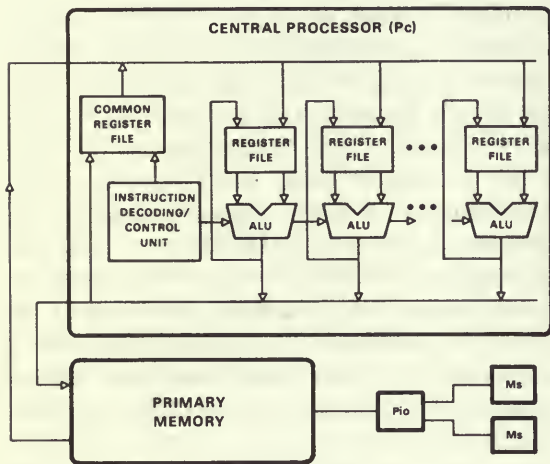 CENTRAL PROCESSOR (Pc)
COMMON
REGISTER
FILE
REGISTER
FILE
REGISTER
FILE
REGISTER
FILE
INSTRUCTION
DECODING/
CONTROL
UNIT
ALU
ALU
ALU
PRIMARY
MEMORY
Pio
Ms
Ms